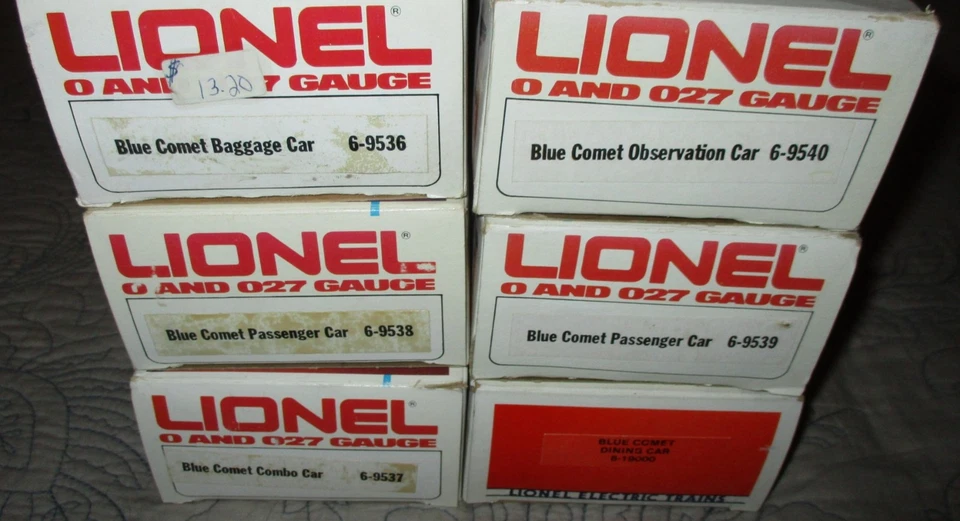 LIONEL®
O AND 027 GAUGE
$ 13.20
Blue Comet Baggage Car 6-9536
LIONEL®
O AND 027 GAUGE
Blue Comet Observation Car 6-9540
LIONEL®
O AND 027 GAUGE
Blue Comet Passenger Car 6-9538
LIONEL®
O AND 027 GAUGE
Blue Comet Passenger Car 6-9539
LIONEL®
O AND 027 GAUGE
Blue Comet Combo Car 6-9537
BLUE COMET
DINING CAR
6-16000
LIONEL ELECTRIC TRAINS